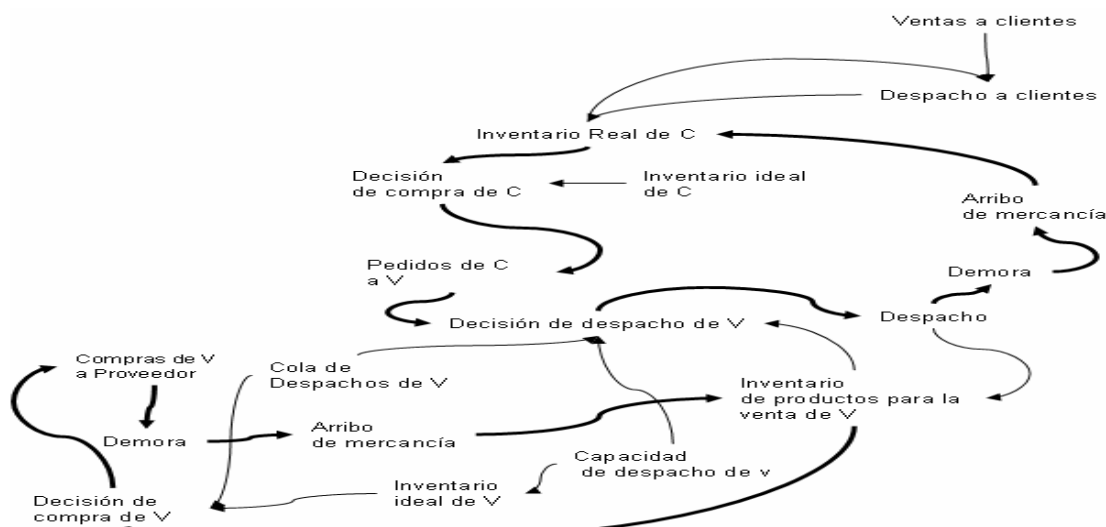 Ventas a clientes
Despacho a clientes
Inventario Real de C
Decisión
de compra de C
Inventario ideal
de C
Arribo
de mercancía
Pedidos de C
a V
Demora
Decisión de despacho de V
Despacho
Compras de V
a Proveedor
Cola de
Despachos de V
Inventario
de productos para la
venta de V
Demora
Arribo
de mercancía
Capacidad
de despacho de v
Inventario
ideal de V
Decisión de
compra de V